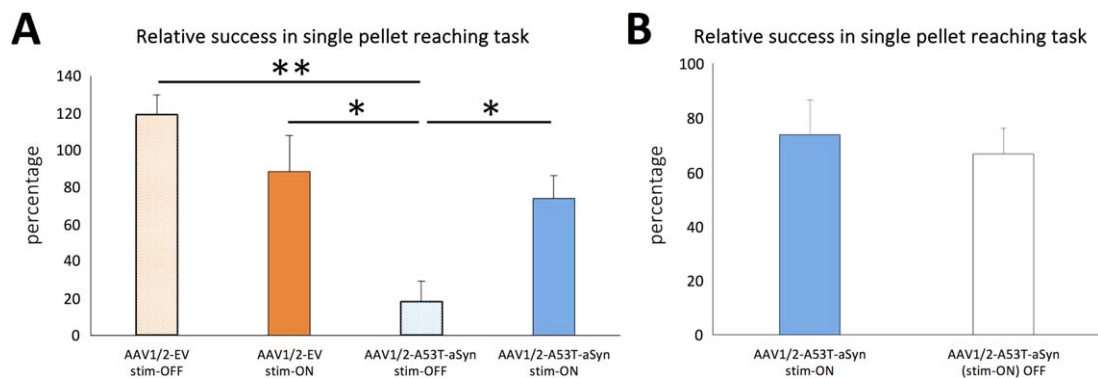 A
Relative success in single pellet reaching task
percentage
140
120
100
80
60
40
20
0
**
*
*
AAV1/2-EV
stim-OFF
AAV1/2-EV
stim-ON
AAV1/2-A53T-aSyn
stim-OFF
AAV1/2-A53T-aSyn
stim-ON
B
Relative success in single pellet reaching task
percentage
100
80
60
40
20
0
AAV1/2-A53T-aSyn
stim-ON
AAV1/2-A53T-aSyn
(stim-ON) OFF